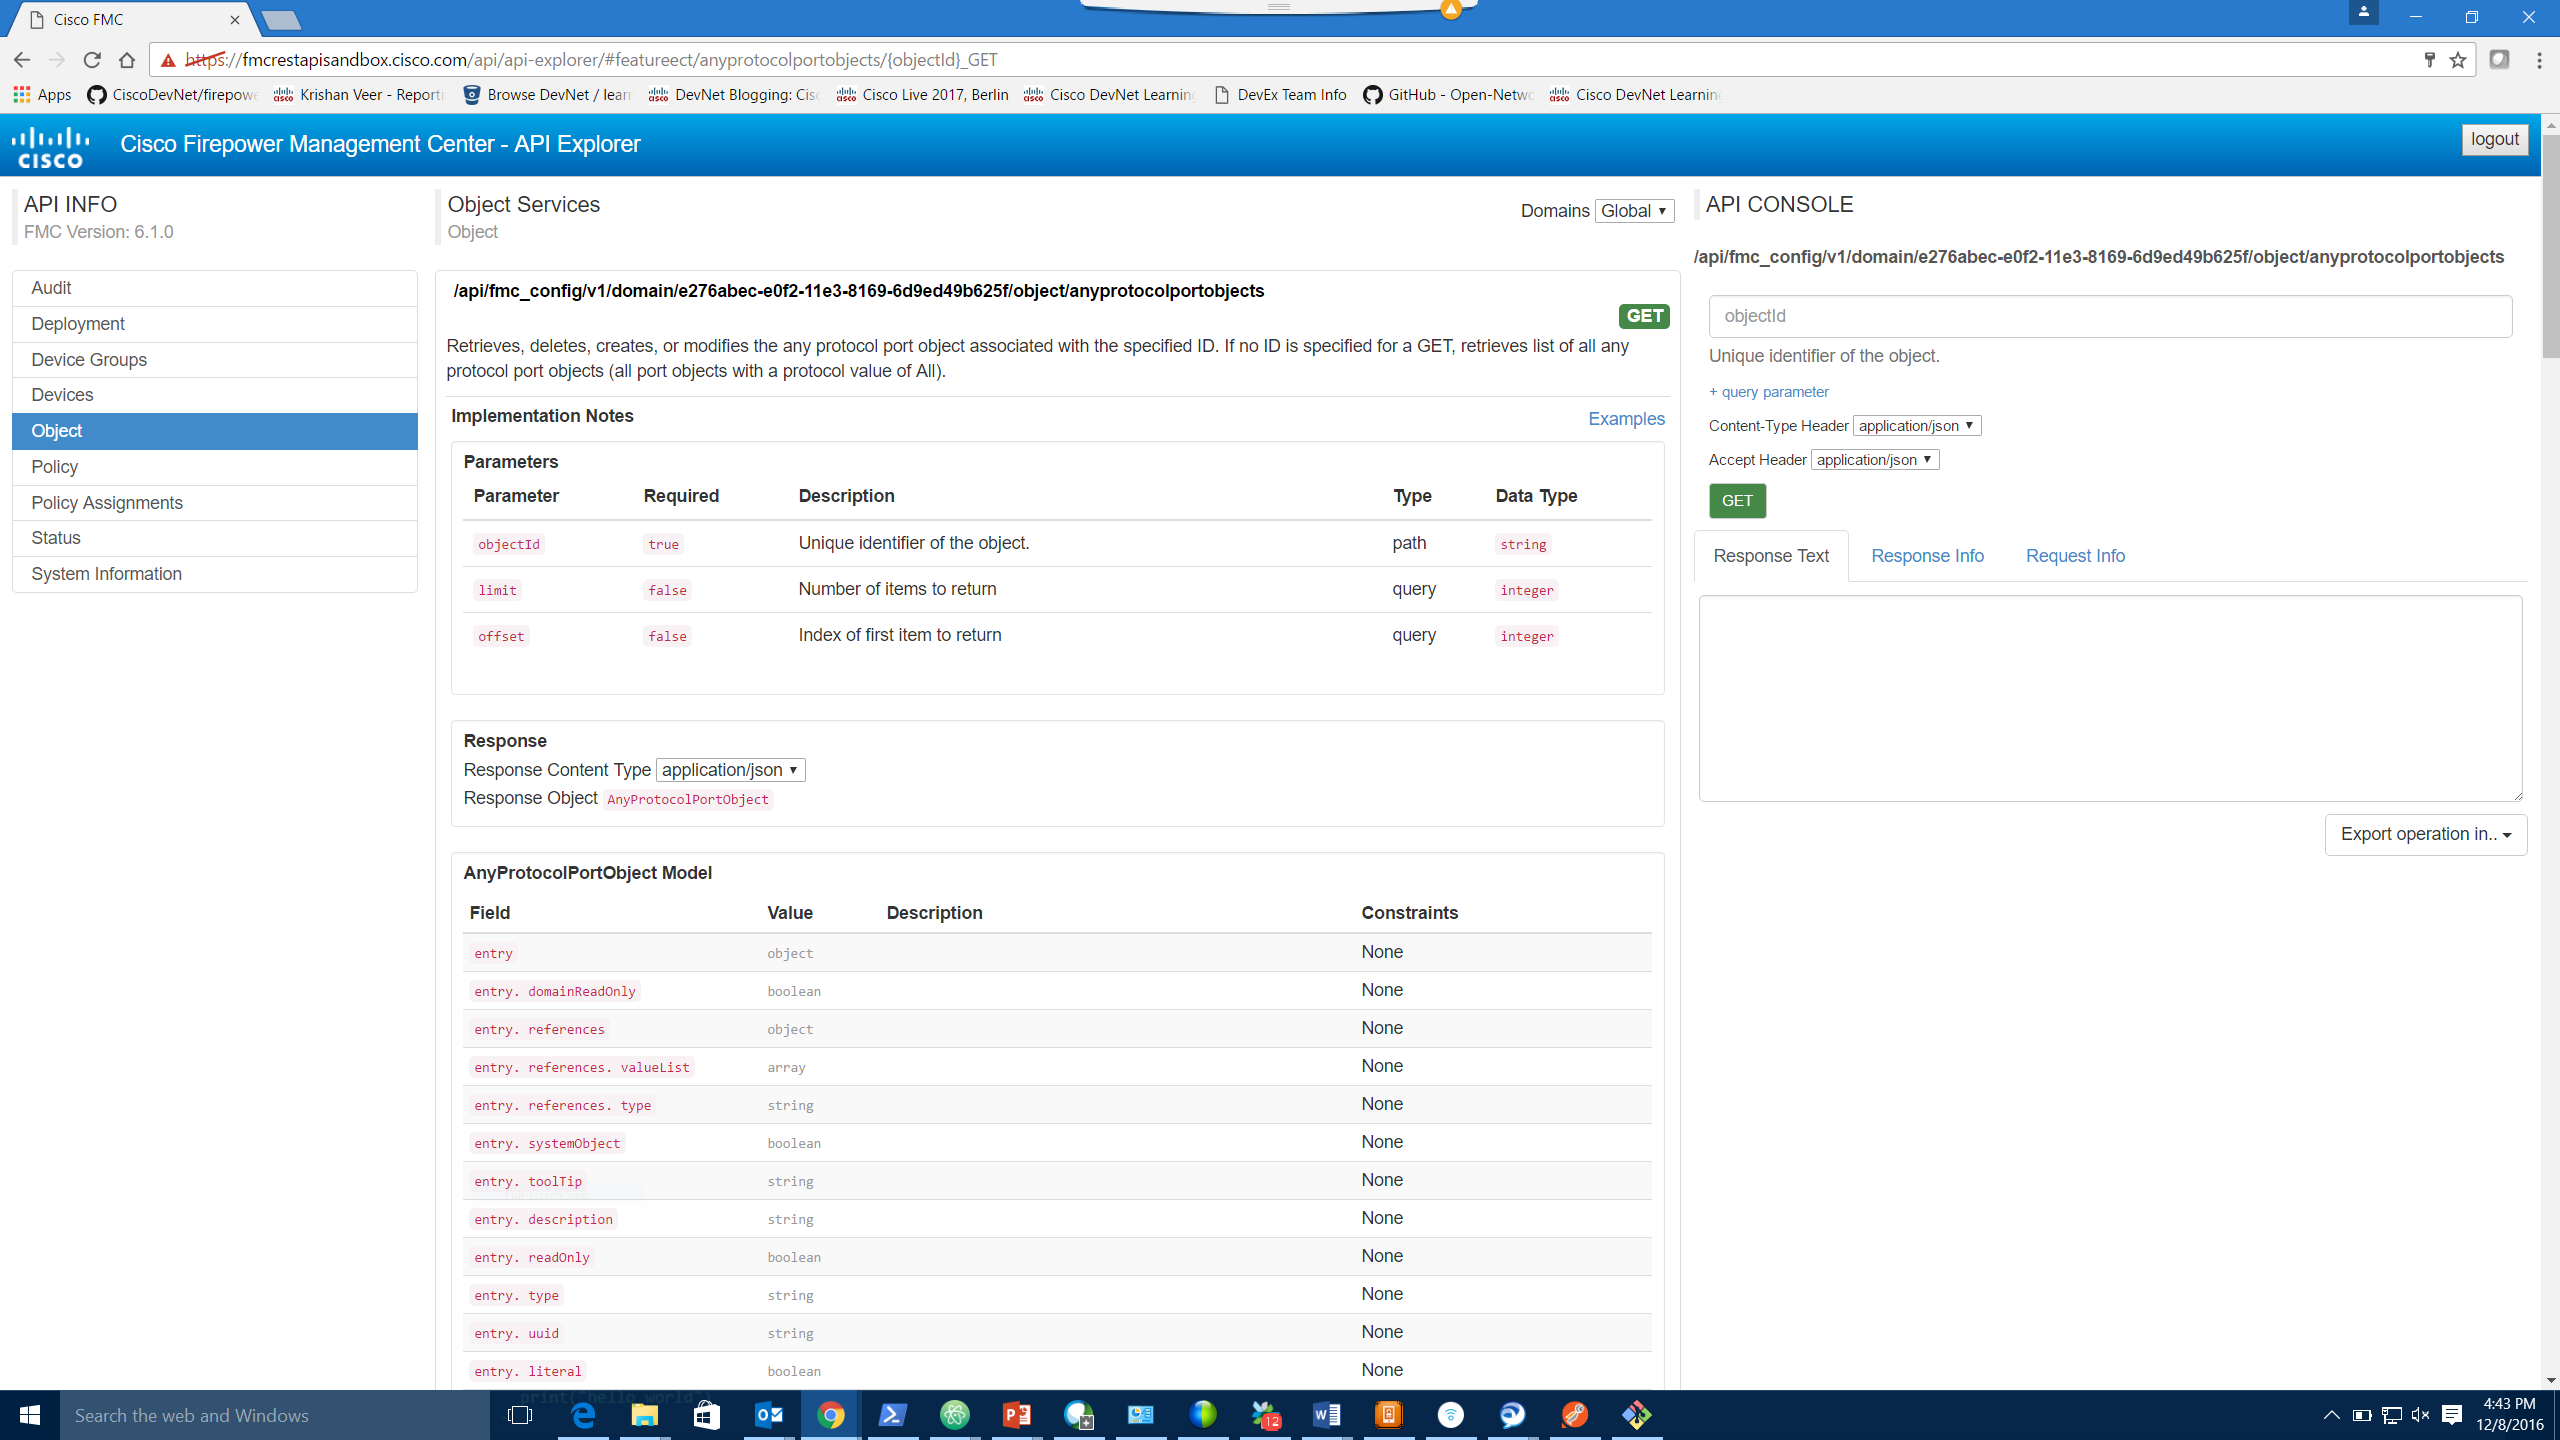 Cisco FMC
https://fmcrestapisandbox.cisco.com/api/api-explorer/#featureect/anyprotocolportobjects/{objectId}_GET
Apps CiscoDevNet/firepow Krishan Veer - Report Browse DevNet / lear DevNet Blogging: Cis Cisco Live 2017, Berlin Cisco DevNet Learnin DevEx Team Info GitHub - Open-Netw Cisco DevNet Learnin
CISCO Cisco Firepower Management Center - API Explorer logout
API INFO
FMC Version: 6.1.0
Audit
Deployment
Device Groups
Devices
Object
Policy
Policy Assignments
Status
System Information
Object Services
Object
Domains Global
/api/fmc_config/v1/domain/e276abec-e0f2-11e3-8169-6d9ed49b625f/object/anyprotocolportobjects
GET
Retrieves, deletes, creates, or modifies the any protocol port object associated with the specified ID. If no ID is specified for a GET, retrieves list of all any
protocol port objects (all port objects with a protocol value of All).
Implementation Notes Examples
Parameters
Parameter Required Description Type Data Type
objectId true Unique identifier of the object. path string
limit false Number of items to return query integer
offset false Index of first item to return query integer
Response
Response Content Type application/json
Response Object AnyProtocolPortObject
AnyProtocolPortObject Model
Field Value Description Constraints
entry object None
entry. domainReadOnly boolean None
entry. references object None
entry. references. valueList array None
entry. references. type string None
entry. systemObject boolean None
entry. toolTip string None
entry. description string None
entry. readOnly boolean None
entry. type string None
entry. uuid string None
entry. literal boolean None
API CONSOLE
/api/fmc_config/v1/domain/e276abec-e0f2-11e3-8169-6d9ed49b625f/object/anyprotocolportobjects
objectId
Unique identifier of the object.
+ query parameter
Content-Type Header application/json
Accept Header application/json
GET
Response Text Response Info Request Info
Export operation in..
print("hello world")
Search the web and Windows
12
4:43 PM
12/8/2016